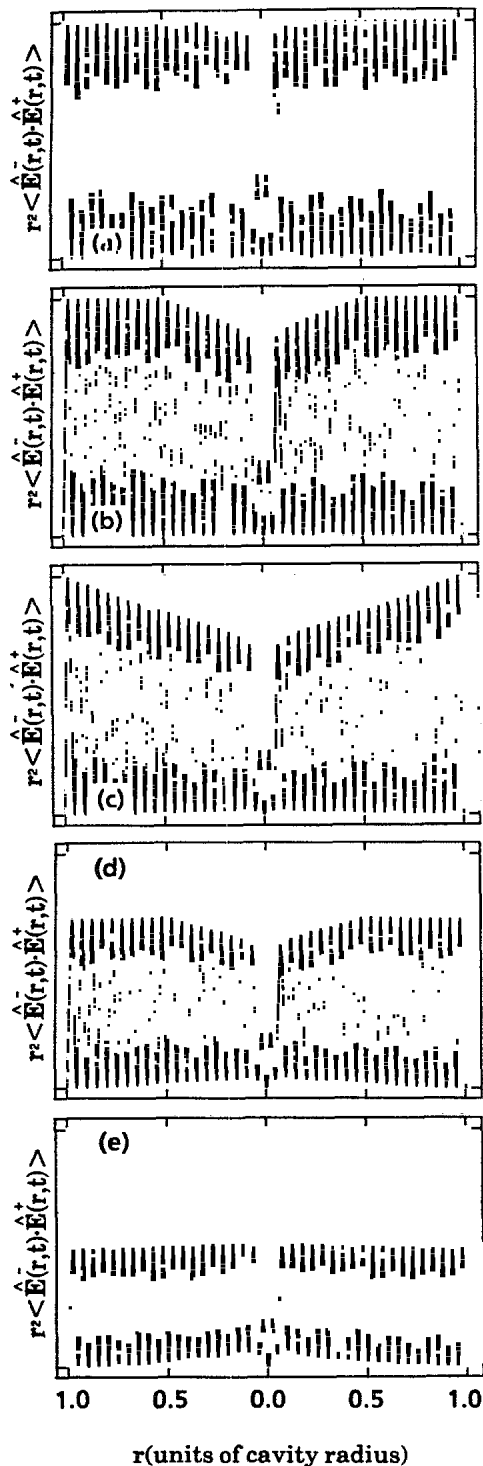 r²<Ê⁻(r,t)·Ê⁺(r,t)>
(a)
r²<Ê⁻(r,t)·Ê⁺(r,t)>
(b)
r²<Ê⁻(r,t)·Ê⁺(r,t)>
(c)
r²<Ê⁻(r,t)·Ê⁺(r,t)>
(d)
r²<Ê⁻(r,t)·Ê⁺(r,t)>
(e)
1.0 0.5 0.0 0.5 1.0
r(units of cavity radius)